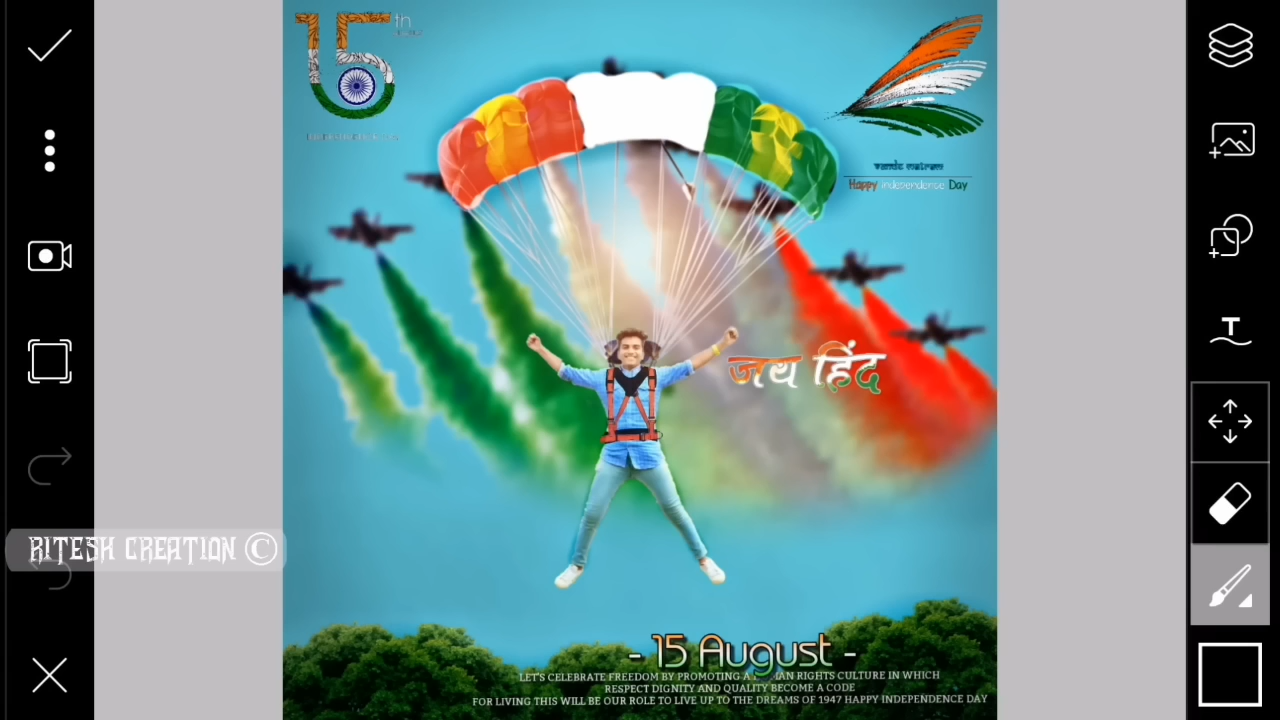 15th
vande matram
Happy independence Day
जय हिंद
RITESH CREATION ©
- 15 August -
LET'S CELEBRATE FREEDOM BY PROMOTING A IAN RIGHTS CULTURE IN WHICH
RESPECT DIGNITY AND QUALITY BECOME A CODE
FOR LIVING THIS WILL BE OUR ROLE TO LIVE UP TO THE DREAMS OF 1947 HAPPY INDEPENDENCE DAY
T